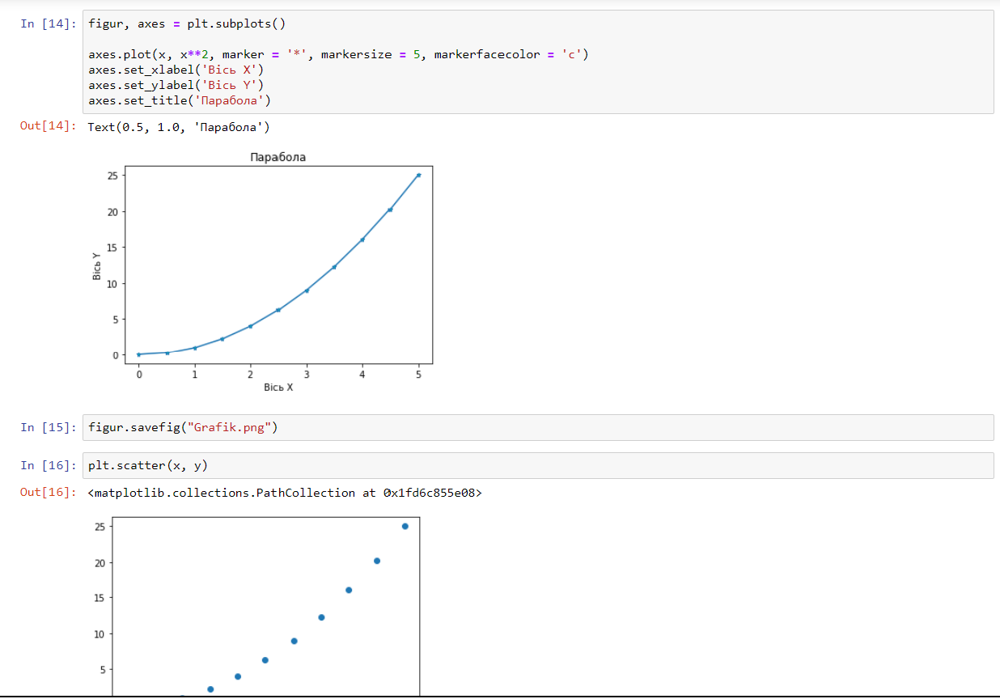 In [14]: figur, axes = plt.subplots()
axes.plot(x, x**2, marker = '*', markersize = 5, markerfacecolor = 'c')
axes.set_xlabel('Вісь X')
axes.set_ylabel('Вісь Y')
axes.set_title('Парабола')
Out[14]: Text(0.5, 1.0, 'Парабола')
Парабола
25
20
15
10
5
0
Вісь Y
0 1 2 3 4 5
Вісь X
In [15]: figur.savefig("Grafik.png")
In [16]: plt.scatter(x, y)
Out[16]: <matplotlib.collections.PathCollection at 0x1fd6c855e08>
25
20
15
10
5